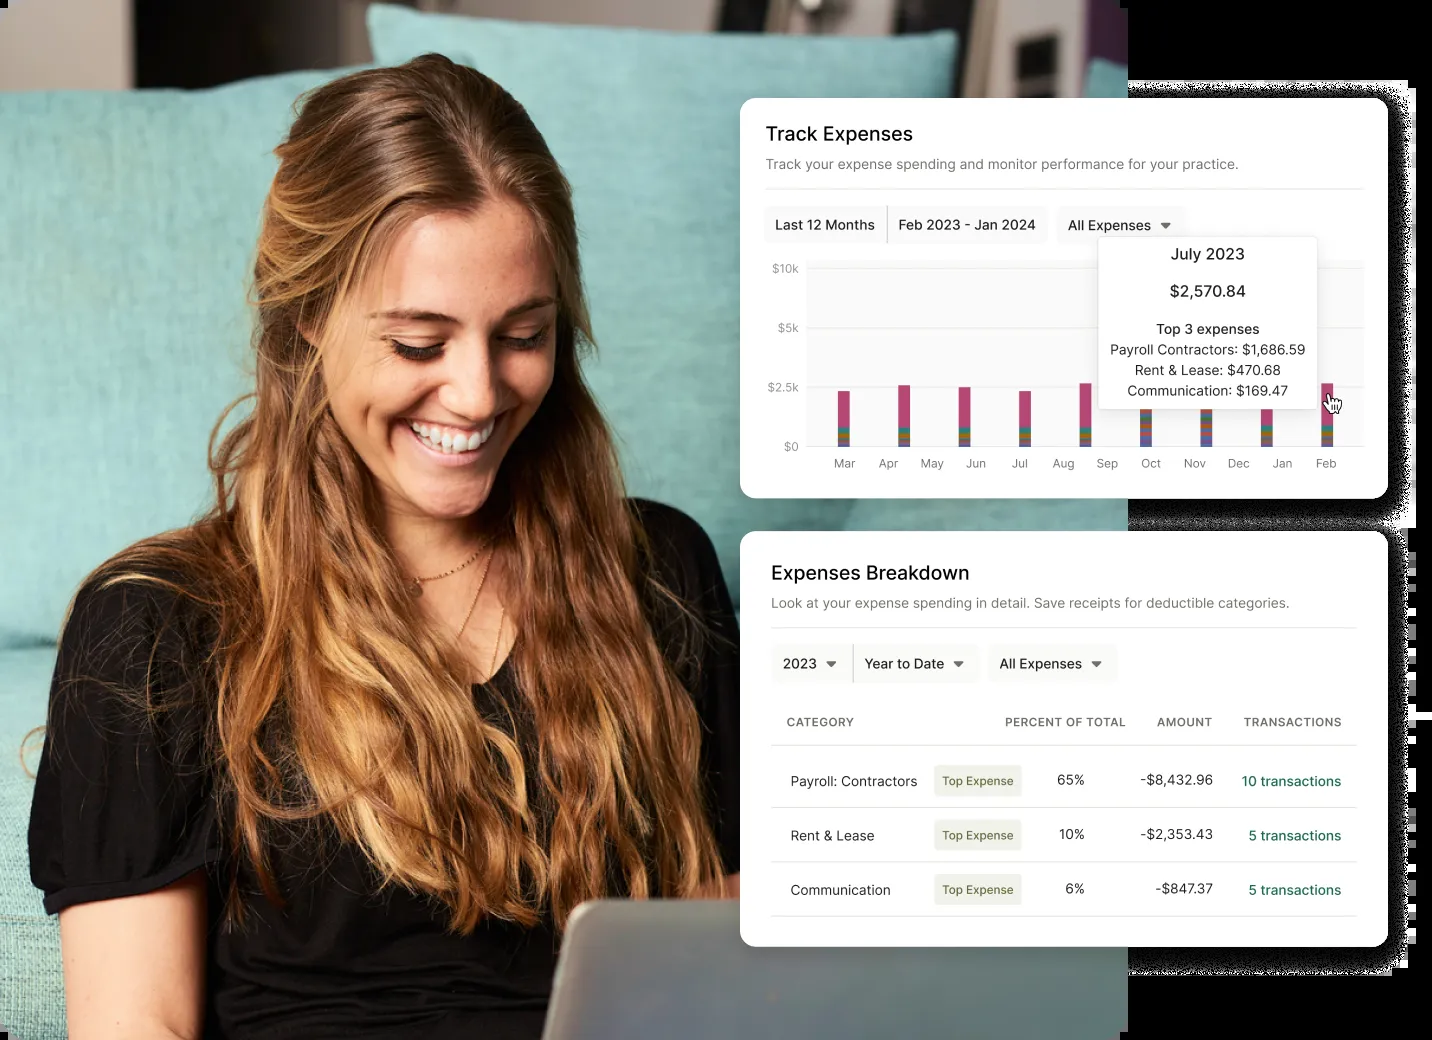 Track Expenses
Track your expense spending and monitor performance for your practice.
Last 12 Months Feb 2023 - Jan 2024 All Expenses
July 2023
$2,570.84
Top 3 expenses
Payroll Contractors: $1,686.59
Rent & Lease: $470.68
Communication: $169.47
$10k
$5k
$2.5k
$0
Mar Apr May Jun Jul Aug Sep Oct Nov Dec Jan Feb
Expenses Breakdown
Look at your expense spending in detail. Save receipts for deductible categories.
2023 Year to Date All Expenses
CATEGORY PERCENT OF TOTAL AMOUNT TRANSACTIONS
Payroll: Contractors Top Expense 65% -$8,432.96 10 transactions
Rent & Lease Top Expense 10% -$2,353.43 5 transactions
Communication Top Expense 6% -$847.37 5 transactions